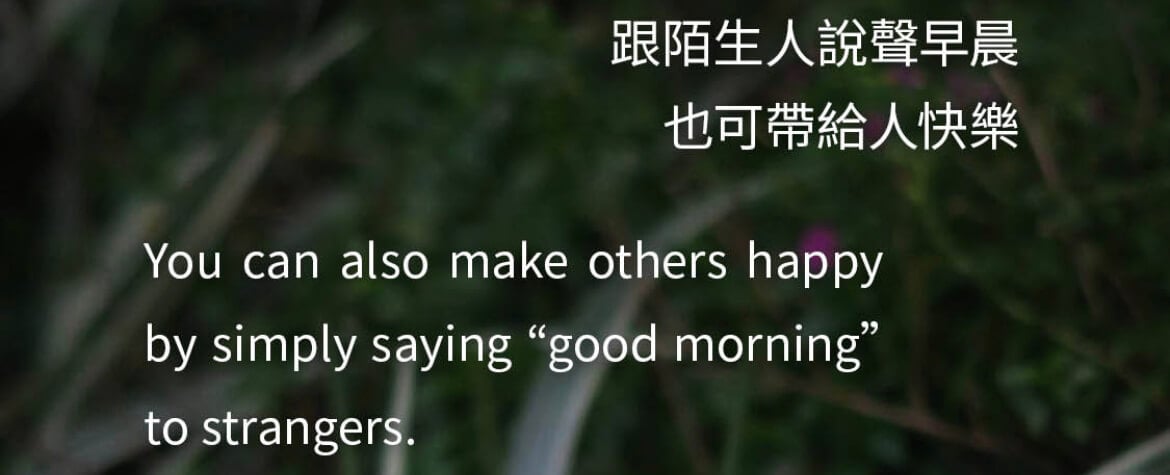 跟陌生人說聲早晨
也可帶給人快樂
You can also make others happy
by simply saying “good morning”
to strangers.